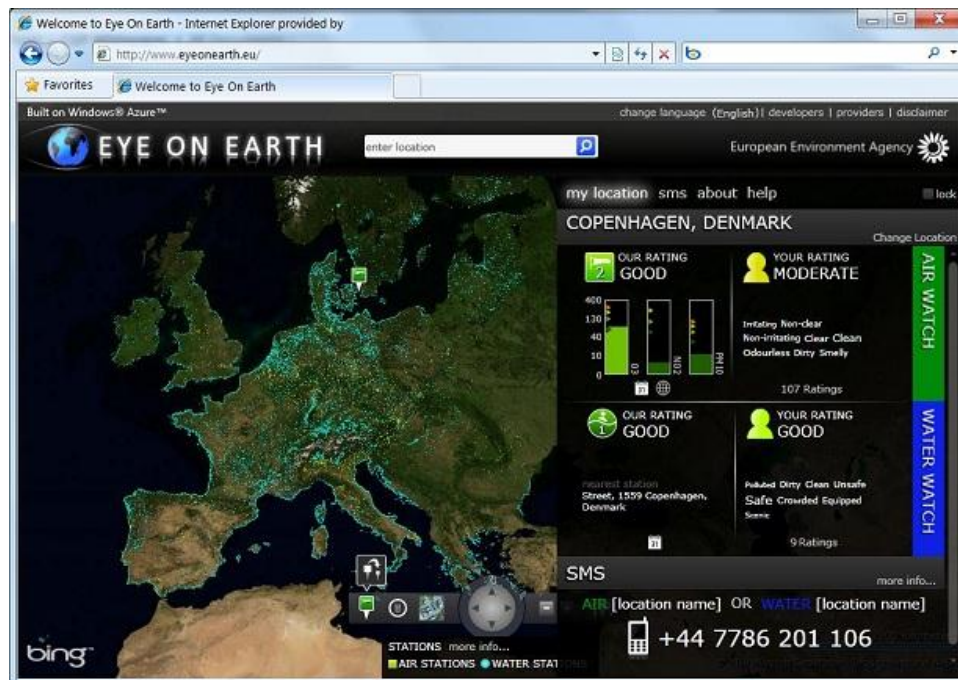 Welcome to Eye On Earth - Internet Explorer provided by
http://www.eyeonearth.eu/
Favorites
Welcome to Eye On Earth
Built on Windows® Azure™
change language (English) | developers | providers | disclaimer
EYE ON EARTH
enter location
European Environment Agency
my location sms about help
lock
COPENHAGEN, DENMARK
Change Location
OUR RATING
GOOD
2
400
130
40
10
0
O3
NO2
PM10
31
YOUR RATING
MODERATE
Irritating Non-clear
Non-irritating Clear Clean
Odourless Dirty Smelly
107 Ratings
AIR WATCH
OUR RATING
GOOD
1
nearest station
Street, 1559 Copenhagen,
Denmark
31
YOUR RATING
GOOD
Polluted Dirty Clean Unsafe
Safe Crowded Equipped
Scenic
9 Ratings
WATER WATCH
SMS
more info...
AIR [location name] OR WATER [location name]
+44 7786 201 106
STATIONS more info...
AIR STATIONS WATER STATIONS
bing™